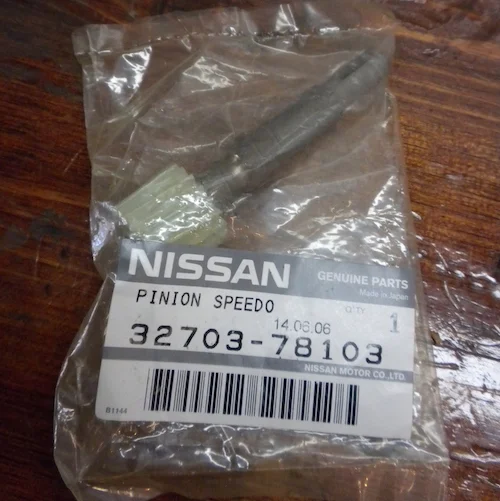 NISSAN
GENUINE PARTS
Made in Japan
PINION SPEEDO
Q'TY
1
14.06.06
32703-78103
NISSAN MOTOR CO.,LTD.
B1144